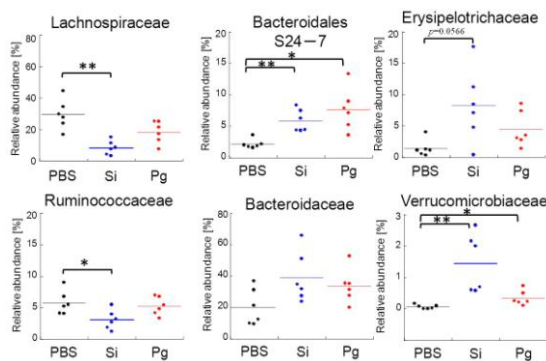 Lachnospiraceae
Relative abundance [%]
80
60
40
20
0
**
PBS Si Pg
Bacteroidales
S24-7
Relative abundance [%]
20
15
10
5
0
*
**
PBS Si Pg
Erysipelotrichaceae
Relative abundance [%]
20
15
10
5
0
p=0.0566
PBS Si Pg
Ruminococcaceae
Relative abundance [%]
20
15
10
5
0
*
PBS Si Pg
Bacteroidaceae
Relative abundance [%]
80
60
40
20
0
PBS Si Pg
Verrucomicrobiaceae
Relative abundance [%]
3
2
1
0
*
**
PBS Si Pg